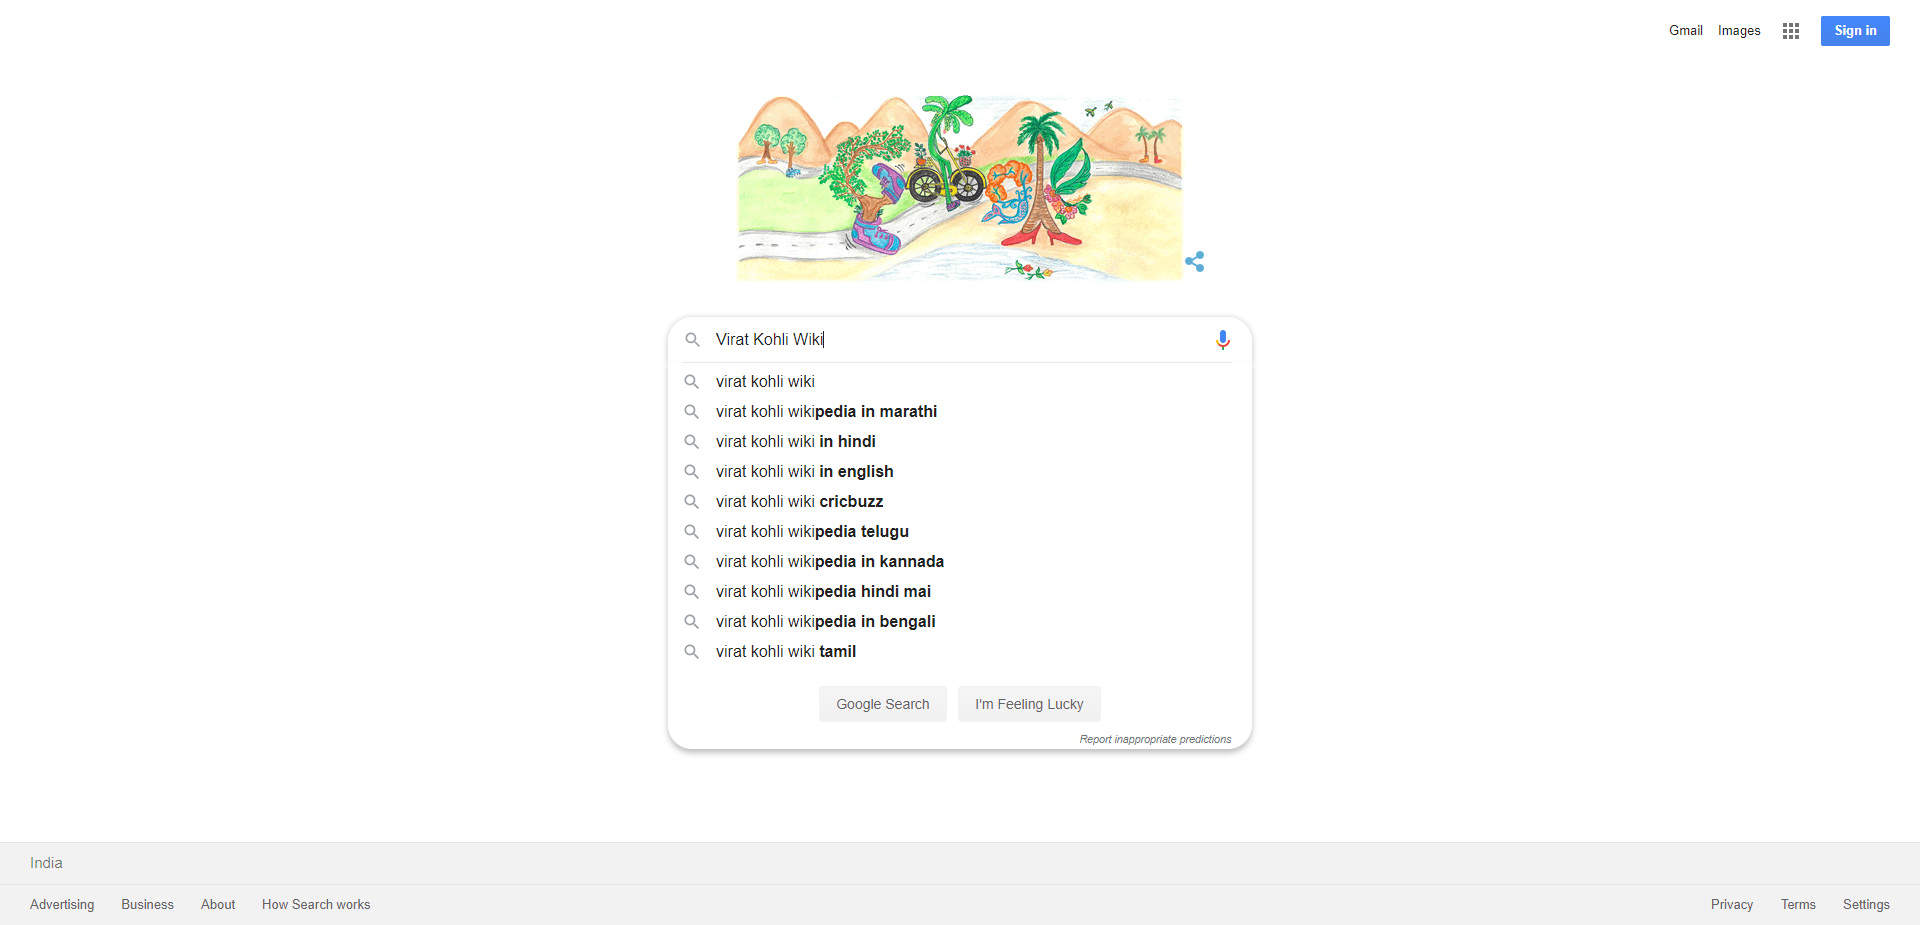 Gmail Images Sign in
Virat Kohli Wiki
virat kohli wiki
virat kohli wikipedia in marathi
virat kohli wiki in hindi
virat kohli wiki in english
virat kohli wiki cricbuzz
virat kohli wikipedia telugu
virat kohli wikipedia in kannada
virat kohli wikipedia hindi mai
virat kohli wikipedia in bengali
virat kohli wiki tamil
Google Search I'm Feeling Lucky
Report inappropriate predictions
India
Advertising Business About How Search works Privacy Terms Settings